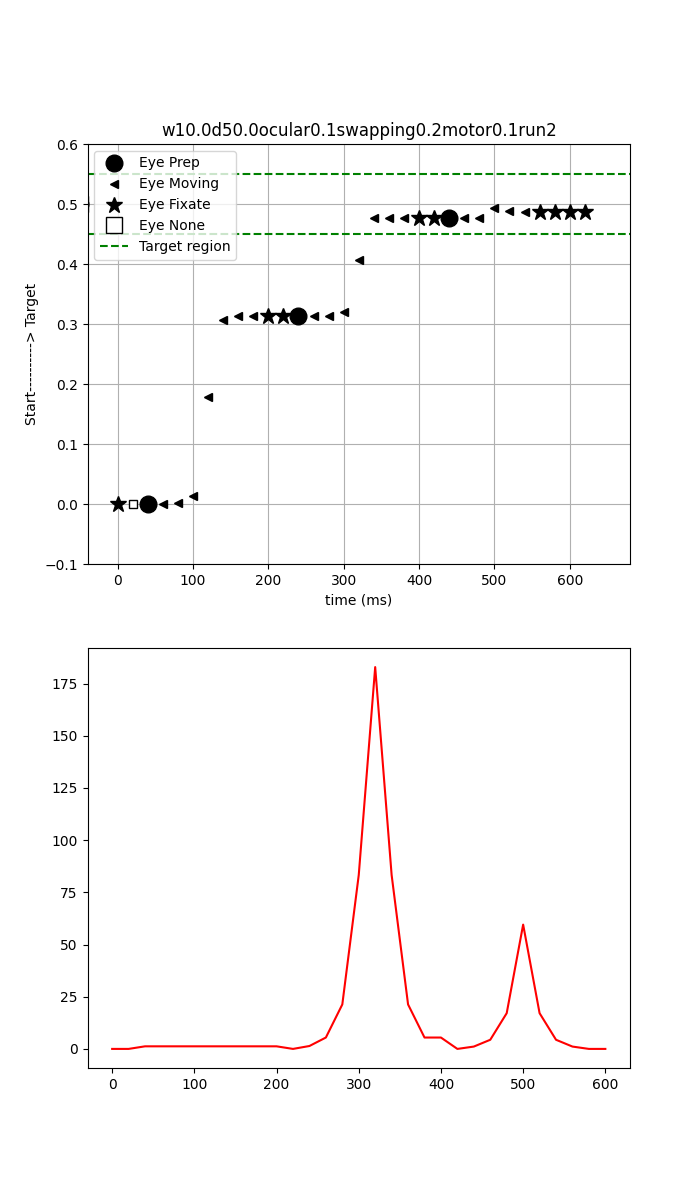 w10.0d50.0ocular0.1swapping0.2motor0.1run2
Eye Prep
Eye Moving
Eye Fixate
Eye None
Target region
Start----------> Target
0.6
0.5
0.4
0.3
0.2
0.1
0.0
−0.1
0 100 200 300 400 500 600
time (ms)
175
150
125
100
75
50
25
0
0 100 200 300 400 500 600